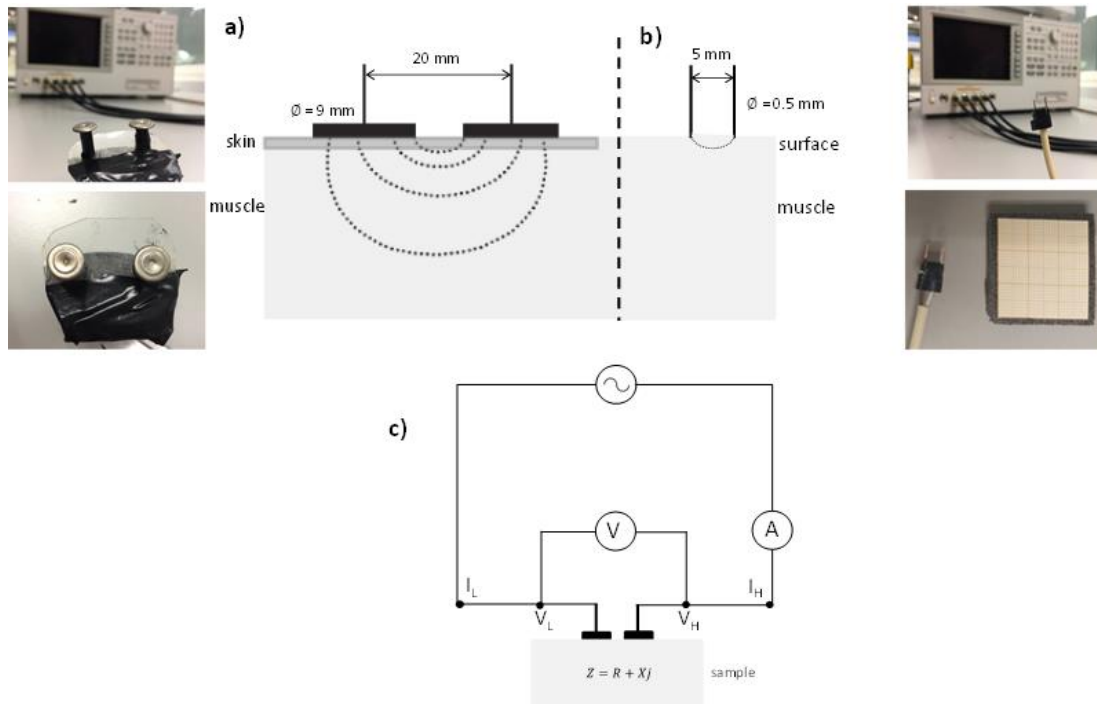 a)
b)
20 mm
5 mm
Ø = 9 mm
Ø =0.5 mm
skin
surface
muscle
muscle
c)
V
A
I_L
I_H
V_L
V_H
Z = R + Xj
sample